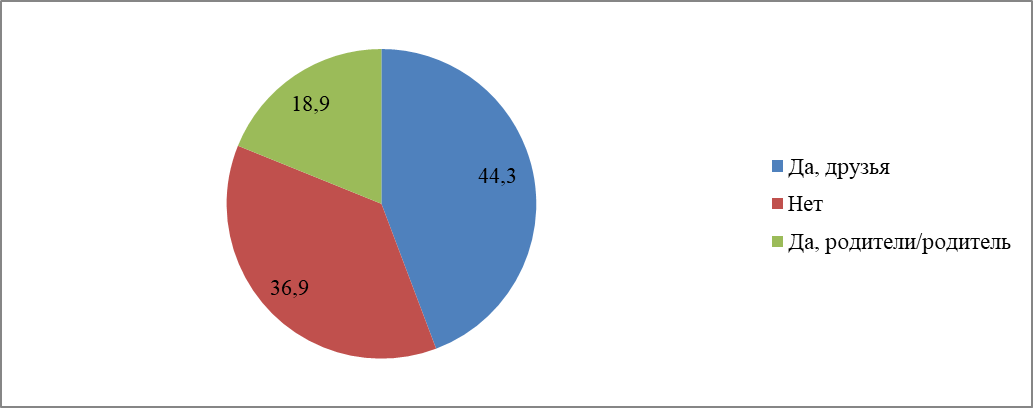 18,9
44,3
36,9
Да, друзья
Нет
Да, родители/родитель